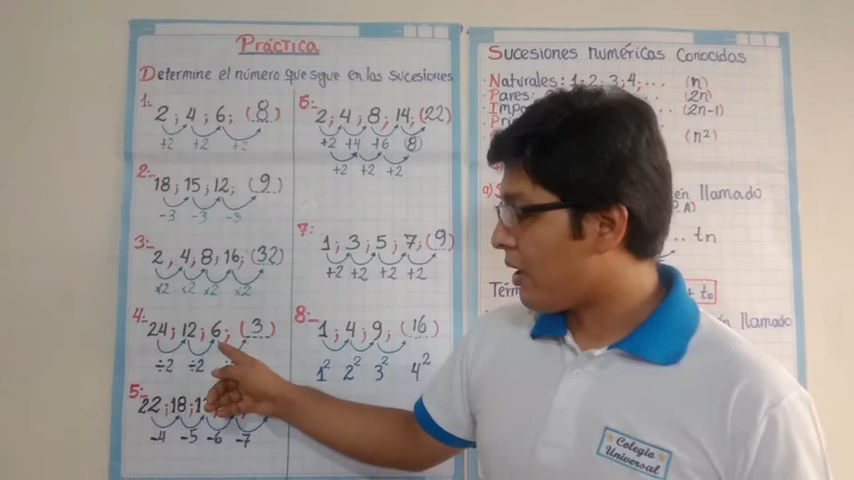 Práctica
Determine el número que sigue en las sucesiones
1:- 2 ; 4 ; 6 ; (8)
+2 +2 +2
2:- 18 ; 15 ; 12 ; (9)
-3 -3 -3
3:- 2 , 4 ; 8 , 16 ; (32)
x2 x2 x2 x2
4:- 24 ; 12 ; 6 ; (3)
÷2 ÷2
5:- 22 ; 18 ;
-4 -5 -6 -7
6:- 2 ; 4 ; 8 ; 14 ; (22)
+2 +4 +6 (8)
+2 +2 +2
7: 1 ; 3 ; 5 ; 7 ; (9)
+2 +2 +2 +2
8:- 1 ; 4 ; 9 ; (16)
1² 2² 3² 4²
Sucesiones numéricas Conocidas
· Naturales: 1; 2; 3; 4; ... (n)
· Pares: (2n)
(2n-1)
(n²)
a)
llamado
.. tn
+ t₀
llamado
Colegio
Universal